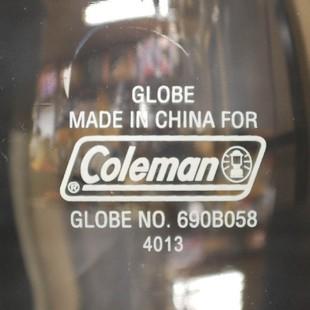 GLOBE
MADE IN CHINA FOR
Coleman ®
GLOBE NO. 690B058
4013